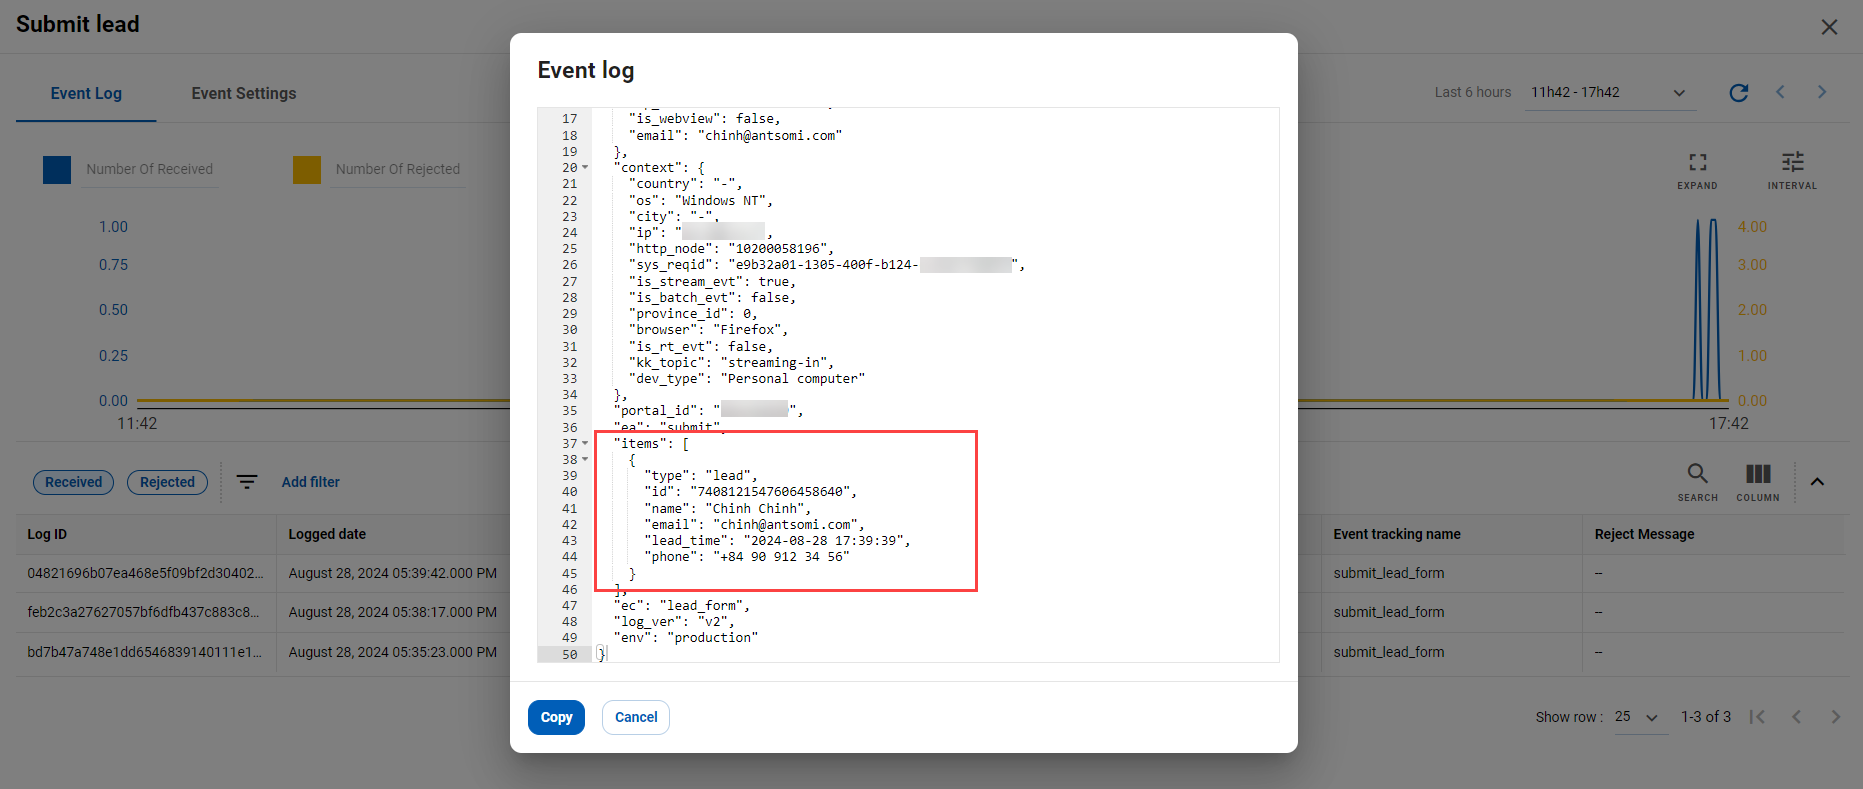 Submit lead
Event Log
Event Settings
Last 6 hours
11h42 - 17h42
Number Of Received
Number Of Rejected
EXPAND
INTERVAL
1.00
0.75
0.50
0.25
0.00
11:42
4.00
3.00
2.00
1.00
0.00
17:42
Received
Rejected
Add filter
SEARCH
COLUMN
Log ID
Logged date
Event tracking name
Reject Message
04821696b07ea468e5f09bf2d30402...
August 28, 2024 05:39:42.000 PM
submit_lead_form
--
feb2c3a27627057bf6dfb437c883c8...
August 28, 2024 05:38:17.000 PM
submit_lead_form
--
bd7b47a748e1dd6546839140111e1...
August 28, 2024 05:35:23.000 PM
submit_lead_form
--
Show row :
25
1-3 of 3
Event log
17 "is_webview": false,
18 "email": "chinh@antsomi.com"
19 },
20 "context": {
21 "country": "-",
22 "os": "Windows NT",
23 "city": "-",
24 "ip": " ,
25 "http_node": "10200058196",
26 "sys_reqid": "e9b32a01-1305-400f-b124- ",
27 "is_stream_evt": true,
28 "is_batch_evt": false,
29 "province_id": 0,
30 "browser": "Firefox",
31 "is_rt_evt": false,
32 "kk_topic": "streaming-in",
33 "dev_type": "Personal computer"
34 },
35 "portal_id": " ",
36 "ea": "submit",
37 "items": [
38 {
39 "type": "lead",
40 "id": "7408121547606458640",
41 "name": "Chinh Chinh",
42 "email": "chinh@antsomi.com",
43 "lead_time": "2024-08-28 17:39:39",
44 "phone": "+84 90 912 34 56"
45 }
46 ],
47 "ec": "lead_form",
48 "log_ver": "v2",
49 "env": "production"
50 }
Copy
Cancel